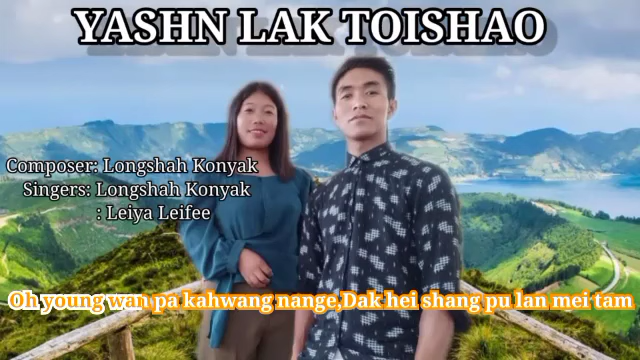 YASHN LAK TOISHAO
Composer: Longshah Konyak
Singers: Longshah Konyak
: Leiya Leifee
Oh young wan pa kahwang nange,Dak hei shang pu lan mei tam